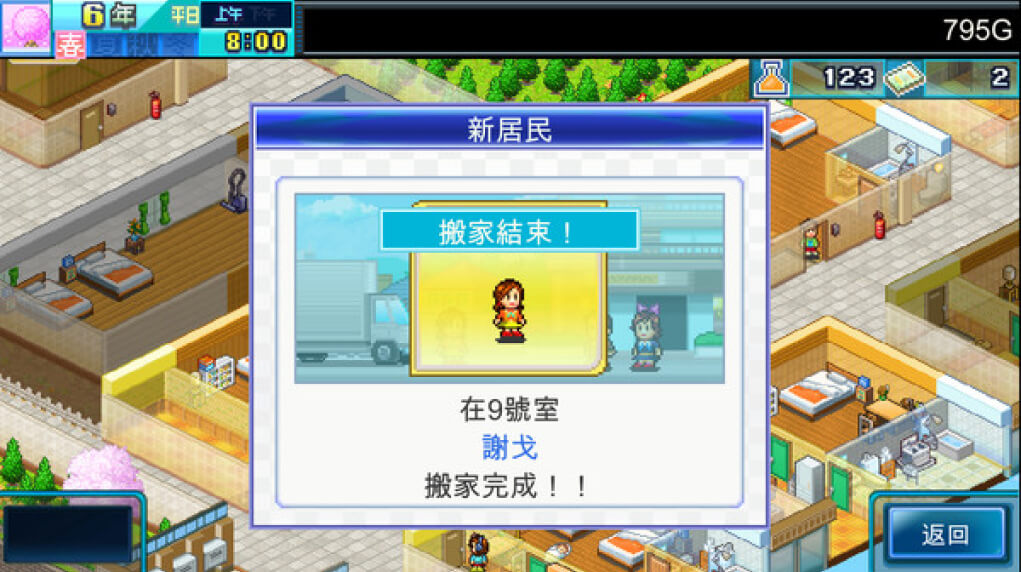 6年 平日 上午 下午
春 夏 秋 冬 8:00
795G
123 2
新居民
搬家結束！
在9號室
謝戈
搬家完成！！
返回